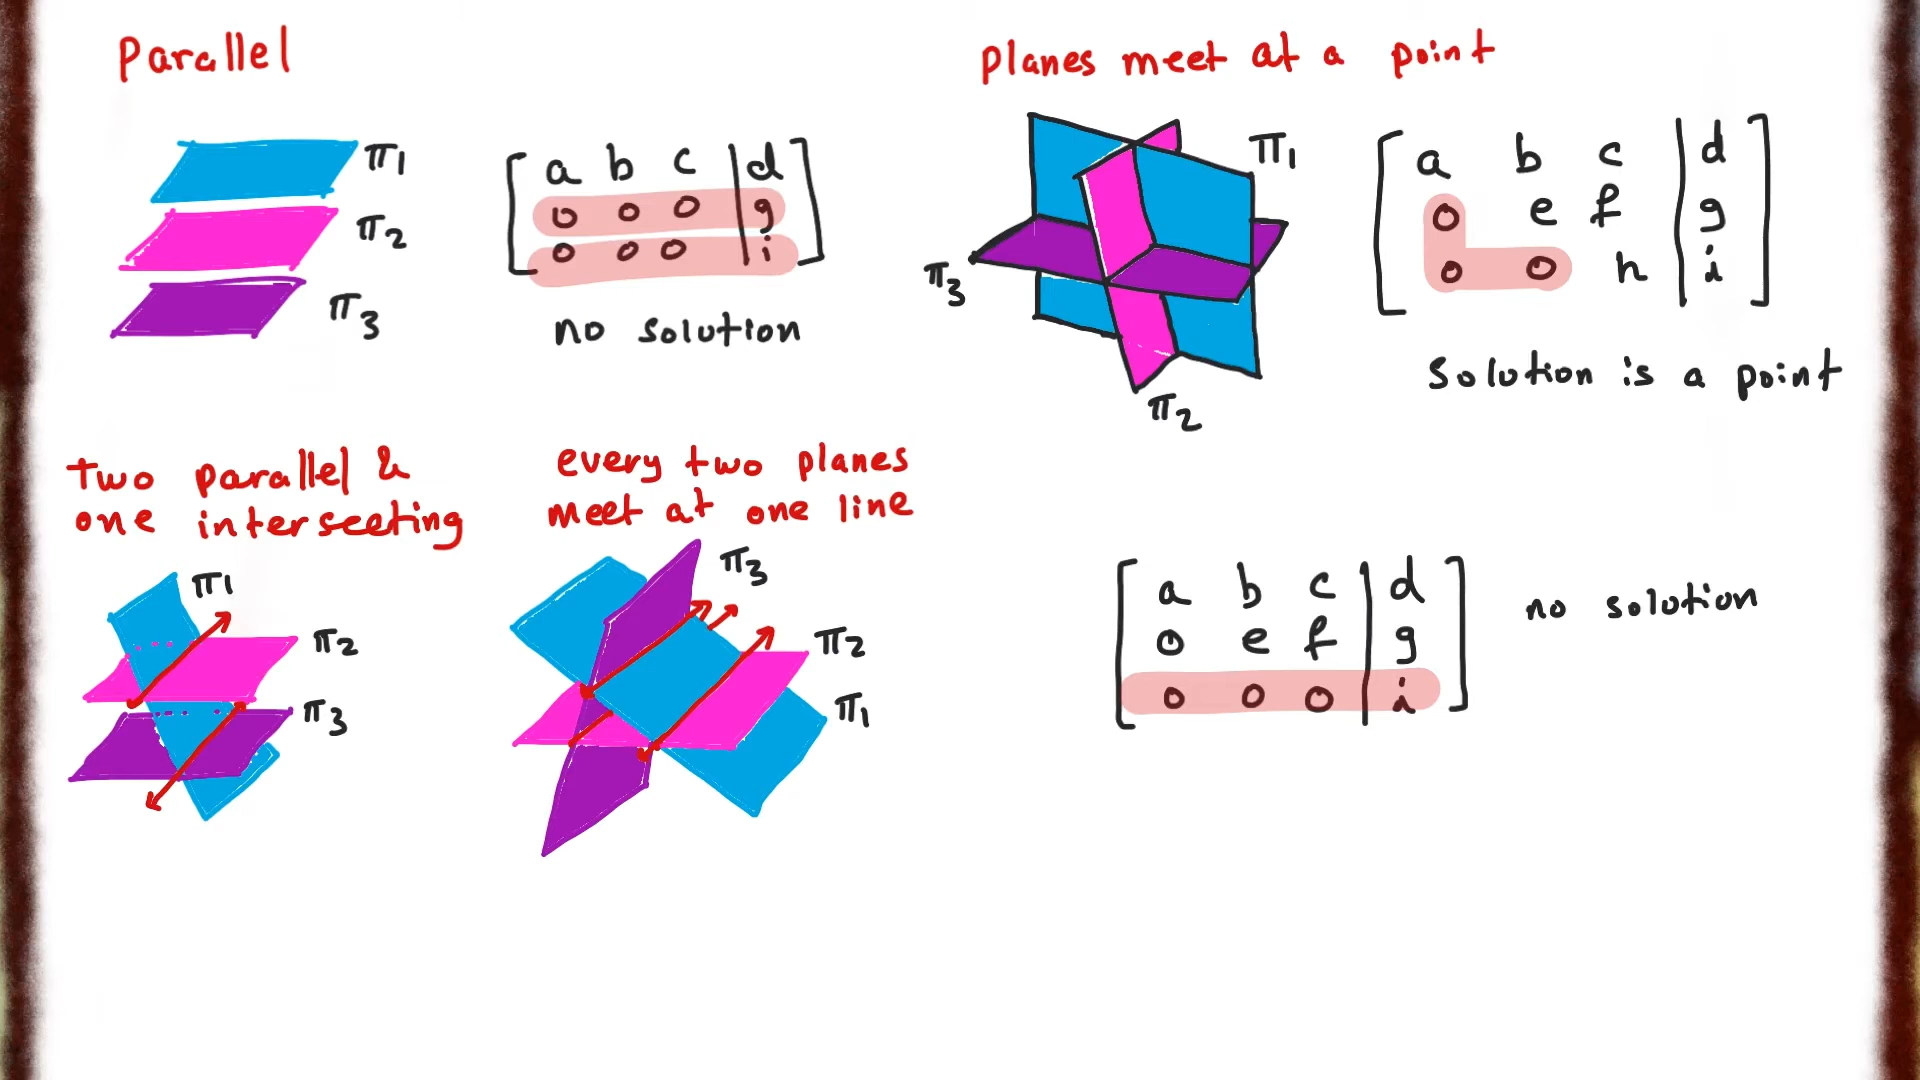 Parallel
π1
π2
π3
a b c | d
0 0 0 | g
0 0 0 | i
no solution
planes meet at a point
π1
π3
π2
a b c | d
0 e f | g
0 0 h | i
Solution is a point
Two parallel &
one interseeting
π1
π2
π3
every two planes
meet at one line
π3
π2
π1
a b c | d
0 e f | g
0 0 0 | i
no solution